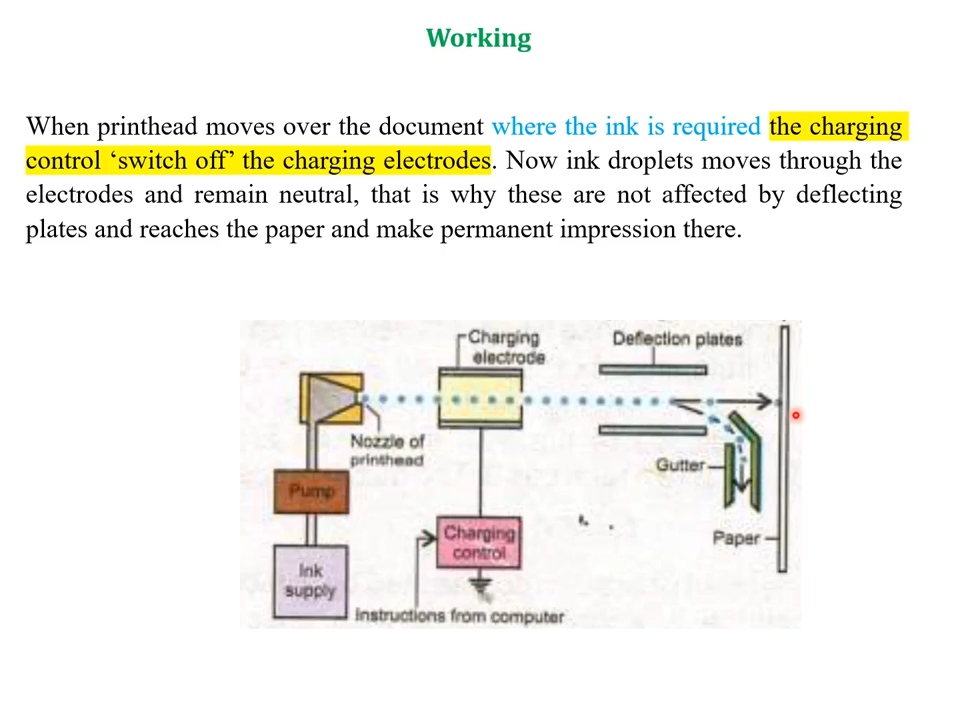 Working
When printhead moves over the document where the ink is required the charging
control ‘switch off’ the charging electrodes. Now ink droplets moves through the
electrodes and remain neutral, that is why these are not affected by deflecting
plates and reaches the paper and make permanent impression there.
Charging
electrode
Deflection plates
Nozzle of
printhead
Gutter
Pump
Charging
control
Paper
Ink
supply
Instructions from computer